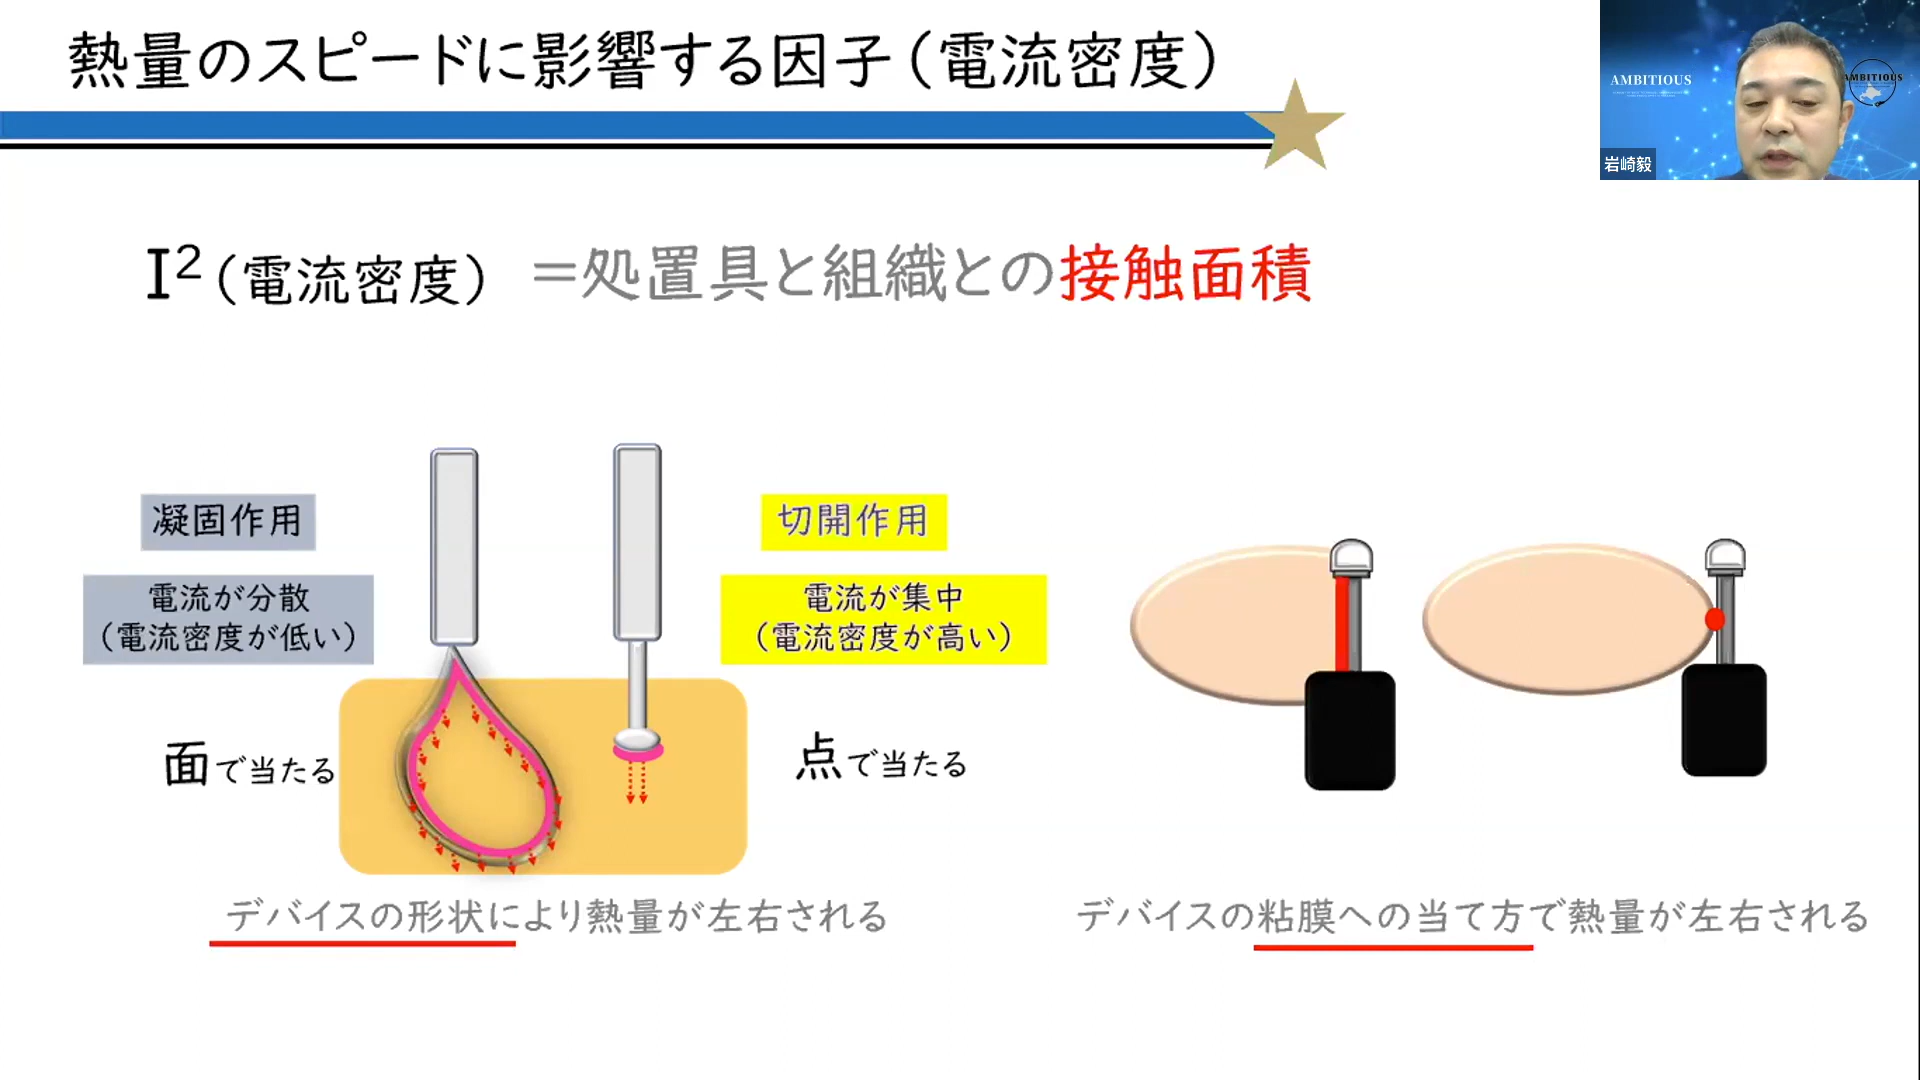 熱量のスピードに影響する因子（電流密度）
AMBITIOUS
AMBITIOUS
岩崎毅
I²（電流密度）＝処置具と組織との接触面積
凝固作用
電流が分散
（電流密度が低い）
面で当たる
切開作用
電流が集中
（電流密度が高い）
点で当たる
デバイスの形状により熱量が左右される
デバイスの粘膜への当て方で熱量が左右される